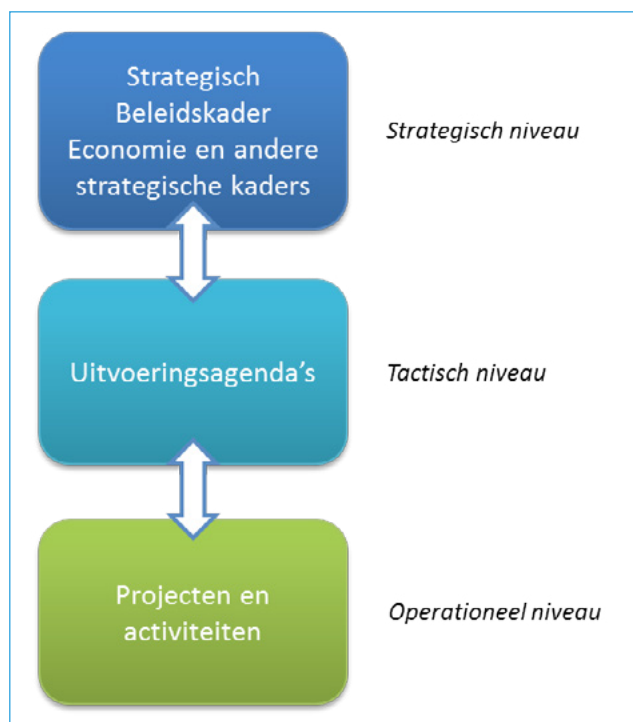 Strategisch
Beleidskader
Economie en andere
strategische kaders
Strategisch niveau
Uitvoeringsagenda’s
Tactisch niveau
Projecten en
activiteiten
Operationeel niveau